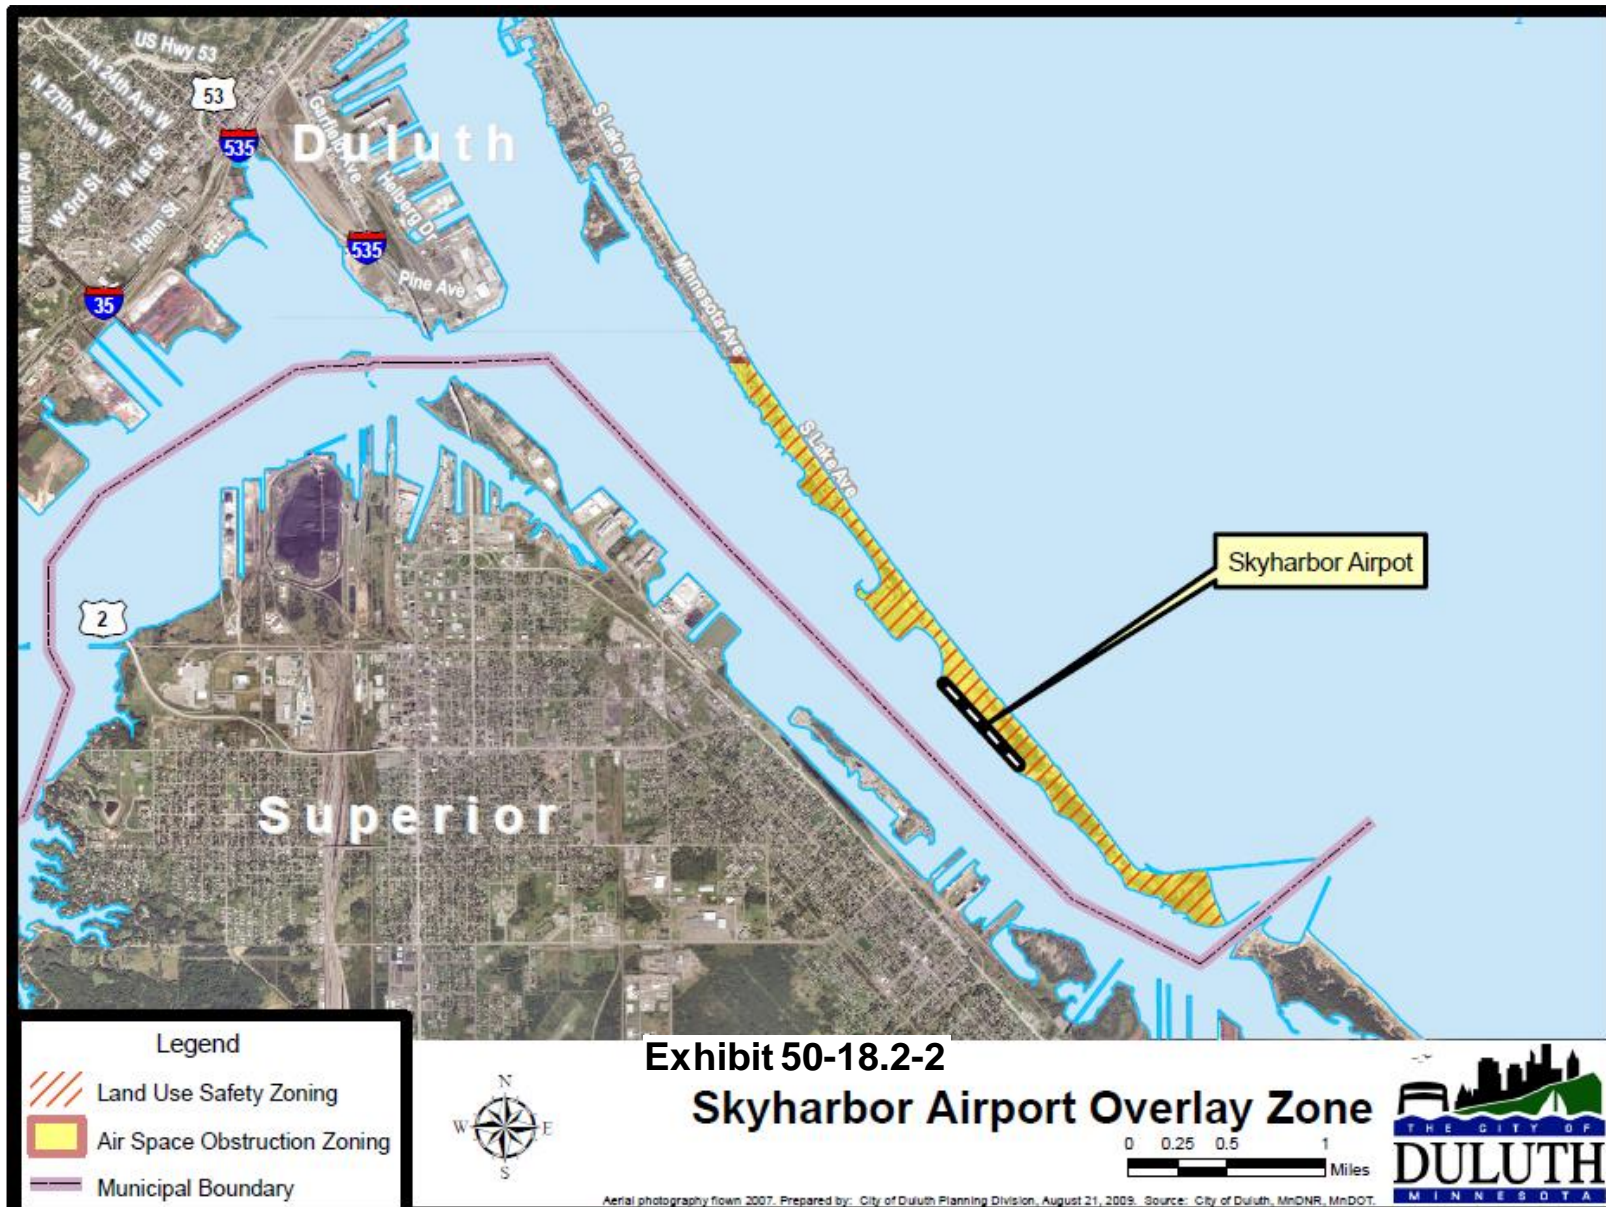 US Hwy 53
N 24th Ave W
N 27th Ave W
53
535
Duluth
Garfield Ave
Helberg Dr
W 1st St
W 3rd St
Helm St
Atlantic Ave
535
Pine Ave
35
S Lake Ave
Minnesota Ave
S Lake Ave
Skyharbor Airpot
2
Superior
Legend
Land Use Safety Zoning
Air Space Obstruction Zoning
Municipal Boundary
N
W E
S
Exhibit 50-18.2-2
Skyharbor Airport Overlay Zone
0 0.25 0.5 1
Miles
THE CITY OF
DULUTH
MINNESOTA
Aerial photography flown 2007. Prepared by: City of Duluth Planning Division, August 21, 2009. Source: City of Duluth, MnDNR, MnDOT.